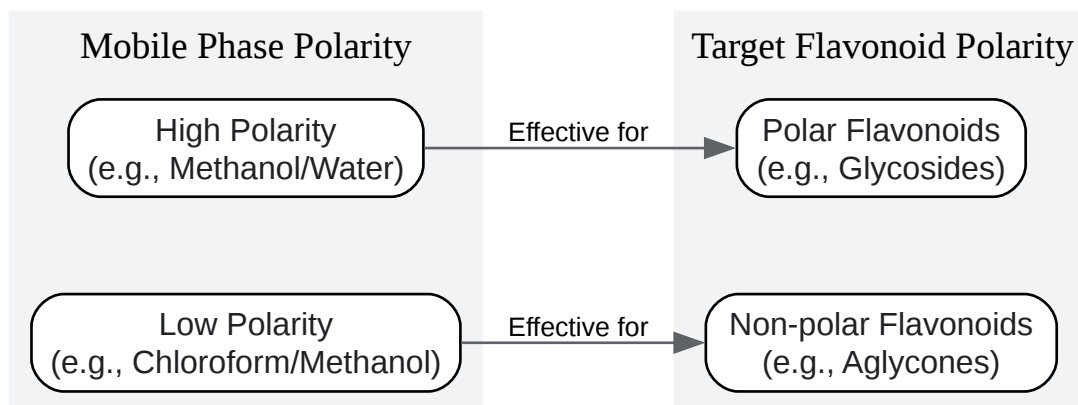 Mobile Phase Polarity
Target Flavonoid Polarity
High Polarity
(e.g., Methanol/Water)
Effective for
Polar Flavonoids
(e.g., Glycosides)
Low Polarity
(e.g., Chloroform/Methanol)
Effective for
Non-polar Flavonoids
(e.g., Aglycones)